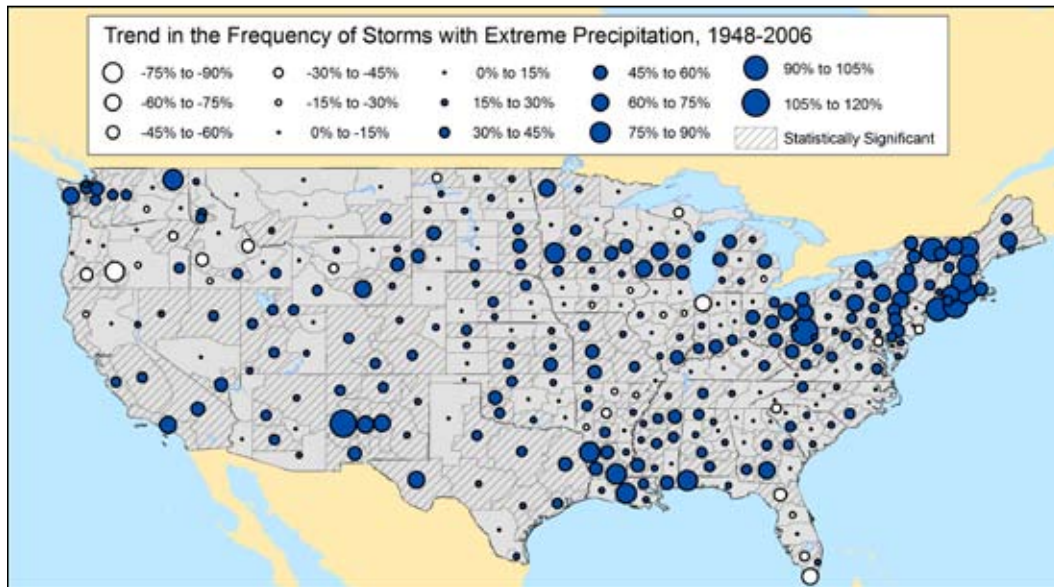 Trend in the Frequency of Storms with Extreme Precipitation, 1948-2006
-75% to -90%
-60% to -75%
-45% to -60%
-30% to -45%
-15% to -30%
0% to -15%
0% to 15%
15% to 30%
30% to 45%
45% to 60%
60% to 75%
75% to 90%
90% to 105%
105% to 120%
Statistically Significant